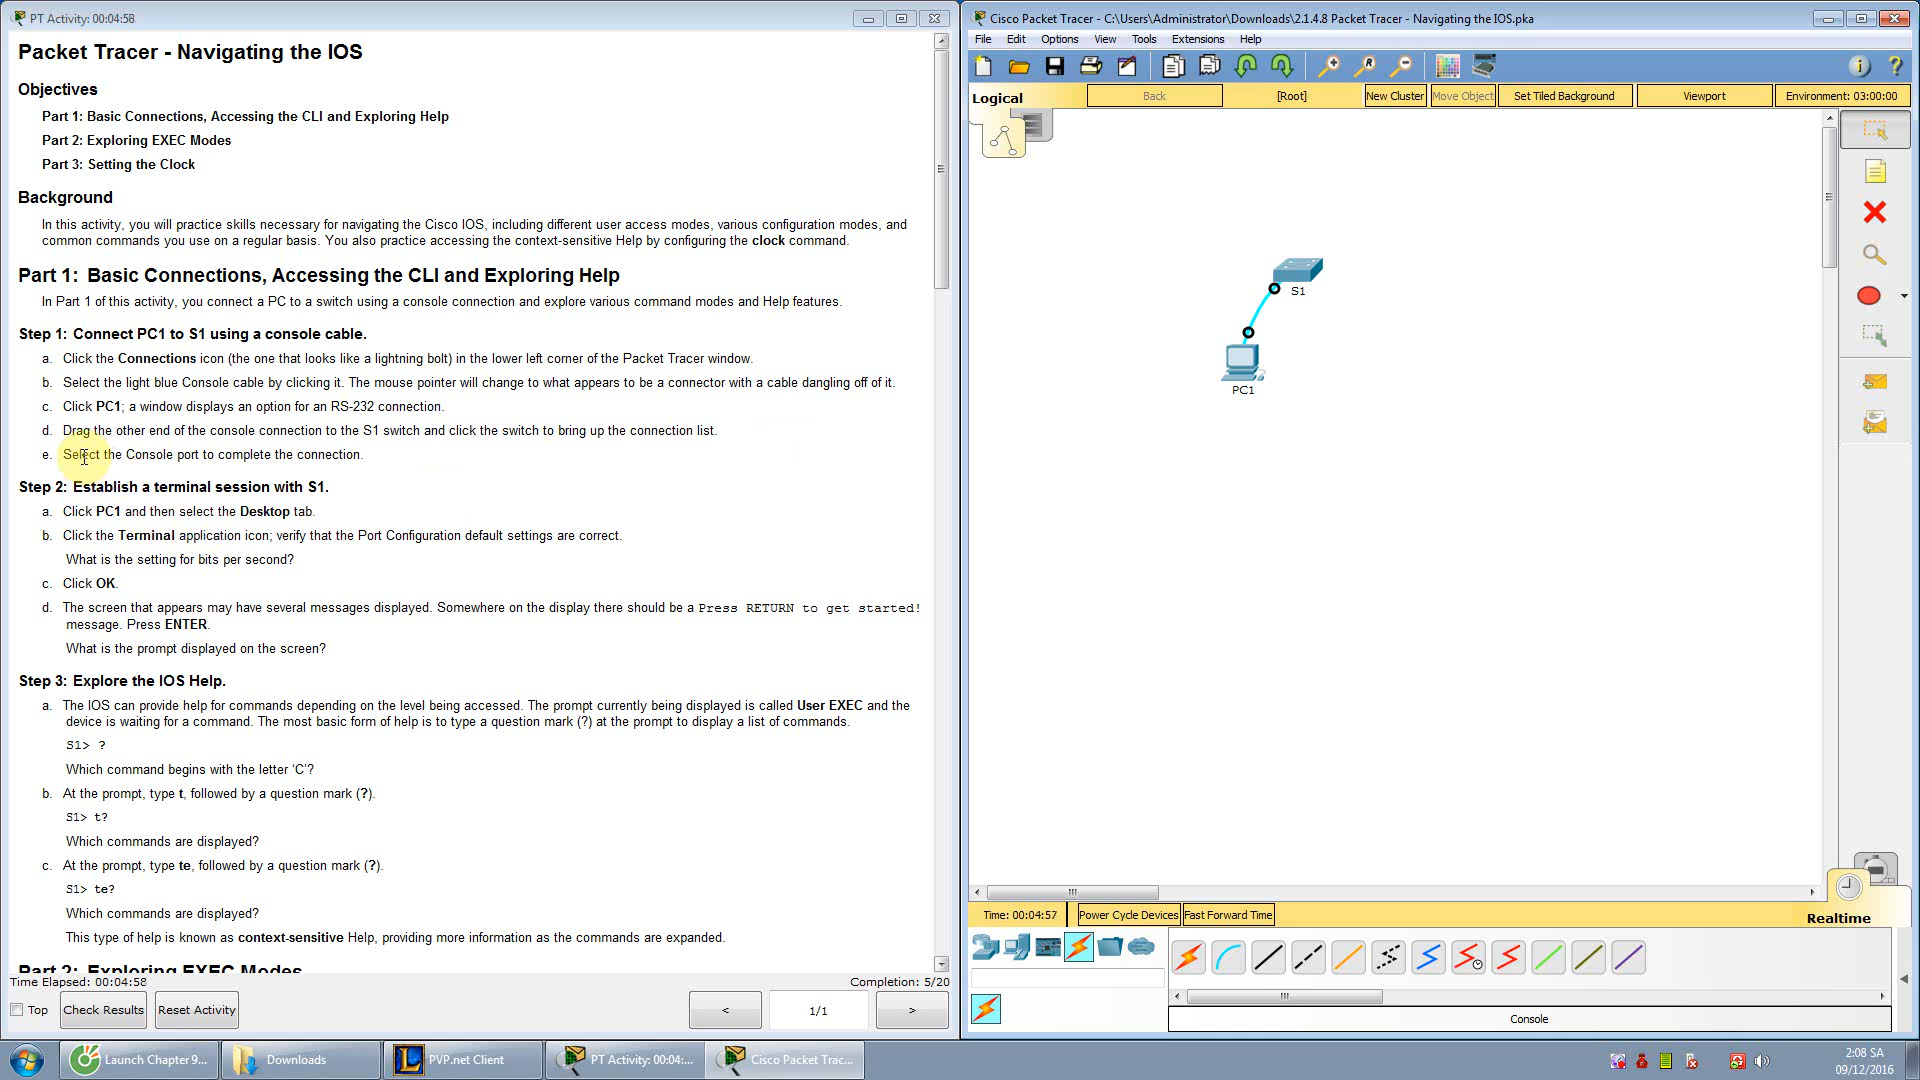 PT Activity: 00:04:58
Packet Tracer - Navigating the IOS
Objectives
Part 1: Basic Connections, Accessing the CLI and Exploring Help
Part 2: Exploring EXEC Modes
Part 3: Setting the Clock
Background
In this activity, you will practice skills necessary for navigating the Cisco IOS, including different user access modes, various configuration modes, and
common commands you use on a regular basis. You also practice accessing the context-sensitive Help by configuring the clock command.
Part 1: Basic Connections, Accessing the CLI and Exploring Help
In Part 1 of this activity, you connect a PC to a switch using a console connection and explore various command modes and Help features.
Step 1: Connect PC1 to S1 using a console cable.
a. Click the Connections icon (the one that looks like a lightning bolt) in the lower left corner of the Packet Tracer window.
b. Select the light blue Console cable by clicking it. The mouse pointer will change to what appears to be a connector with a cable dangling off of it.
c. Click PC1; a window displays an option for an RS-232 connection.
d. Drag the other end of the console connection to the S1 switch and click the switch to bring up the connection list.
e. Select the Console port to complete the connection.
Step 2: Establish a terminal session with S1.
a. Click PC1 and then select the Desktop tab.
b. Click the Terminal application icon; verify that the Port Configuration default settings are correct.
What is the setting for bits per second?
c. Click OK.
d. The screen that appears may have several messages displayed. Somewhere on the display there should be a Press RETURN to get started!
message. Press ENTER.
What is the prompt displayed on the screen?
Step 3: Explore the IOS Help.
a. The IOS can provide help for commands depending on the level being accessed. The prompt currently being displayed is called User EXEC and the
device is waiting for a command. The most basic form of help is to type a question mark (?) at the prompt to display a list of commands.
S1> ?
Which command begins with the letter ‘C’?
b. At the prompt, type t, followed by a question mark (?).
S1> t?
Which commands are displayed?
c. At the prompt, type te, followed by a question mark (?).
S1> te?
Which commands are displayed?
This type of help is known as context-sensitive Help, providing more information as the commands are expanded.
Part 2: Exploring EXEC Modes
Time Elapsed: 00:04:58
Completion: 5/20
Top
Check Results
Reset Activity
<
1/1
>
Cisco Packet Tracer - C:\Users\Administrator\Downloads\2.1.4.8 Packet Tracer - Navigating the IOS.pka
File Edit Options View Tools Extensions Help
Logical
Back
[Root]
New Cluster
Move Object
Set Tiled Background
Viewport
Environment: 03:00:00
S1
PC1
Time: 00:04:57
Power Cycle Devices
Fast Forward Time
Realtime
Console
Launch Chapter 9...
Downloads
PVP.net Client
PT Activity: 00:04:...
Cisco Packet Trac...
2:08 SA
09/12/2016